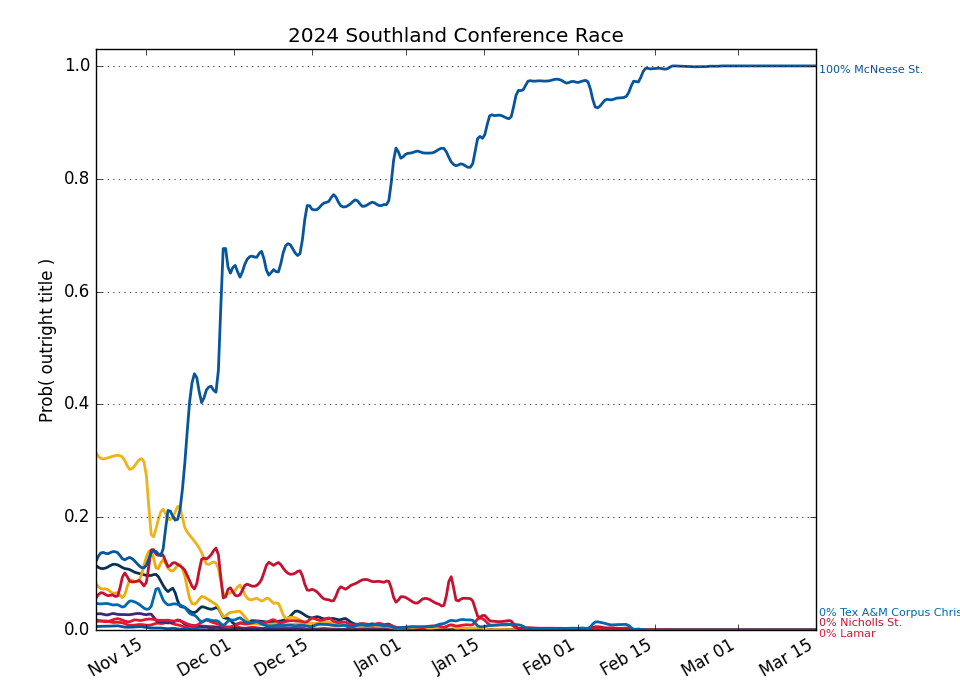 2024 Southland Conference Race
Prob( outright title )
1.0
0.8
0.6
0.4
0.2
0.0
100% McNeese St.
0% Tex A&M Corpus Chris
0% Nicholls St.
0% Lamar
Nov 15
Dec 01
Dec 15
Jan 01
Jan 15
Feb 01
Feb 15
Mar 01
Mar 15